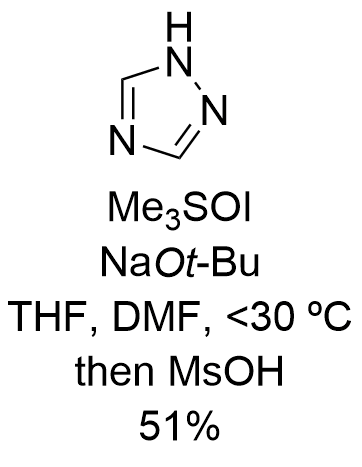 H
N
N
N
Me₃SOI
NaOt-Bu
THF, DMF, <30 ºC
then MsOH
51%